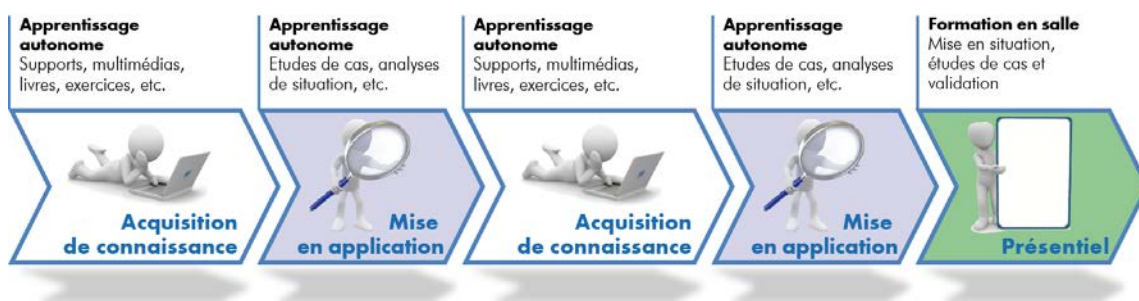 Apprentissage
autonome
Supports, multimédias,
livres, exercices, etc.
Acquisition
de connaissance
Apprentissage
autonome
Etudes de cas, analyses
de situation, etc.
Mise
en application
Apprentissage
autonome
Supports, multimédias,
livres, exercices, etc.
Acquisition
de connaissance
Apprentissage
autonome
Etudes de cas, analyses
de situation, etc.
Mise
en application
Formation en salle
Mise en situation,
études de cas et
validation
Présentiel